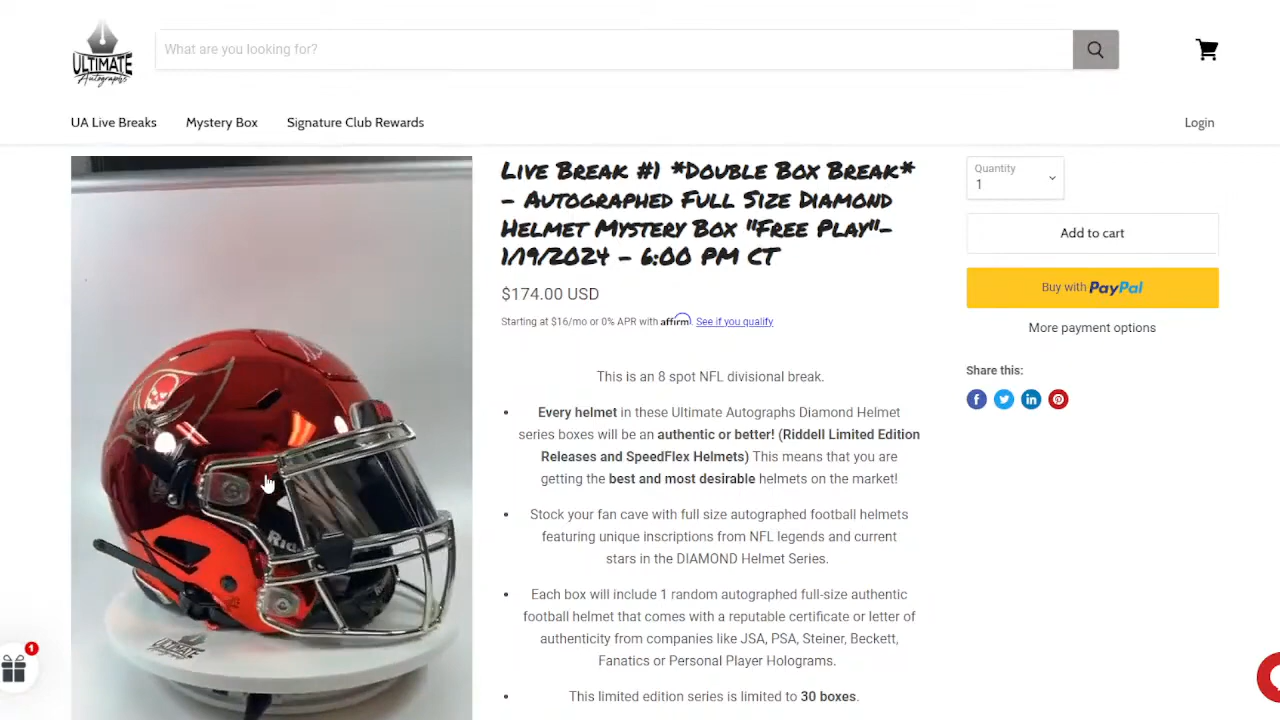 ULTIMATE
Autographs
What are you looking for?
UA Live Breaks
Mystery Box
Signature Club Rewards
Login
Live Break #1 *Double Box Break*
- Autographed Full Size Diamond
Helmet Mystery Box "Free Play"-
1/19/2024 - 6:00 PM CT
$174.00 USD
Starting at $16/mo or 0% APR with affirm. See if you qualify
This is an 8 spot NFL divisional break.
• Every helmet in these Ultimate Autographs Diamond Helmet
series boxes will be an authentic or better! (Riddell Limited Edition
Releases and SpeedFlex Helmets) This means that you are
getting the best and most desirable helmets on the market!
• Stock your fan cave with full size autographed football helmets
featuring unique inscriptions from NFL legends and current
stars in the DIAMOND Helmet Series.
• Each box will include 1 random autographed full-size authentic
football helmet that comes with a reputable certificate or letter of
authenticity from companies like JSA, PSA, Steiner, Beckett,
Fanatics or Personal Player Holograms.
• This limited edition series is limited to 30 boxes.
Quantity
1
Add to cart
Buy with PayPal
More payment options
Share this:
Rid
ULTIMATE
Autographs
1